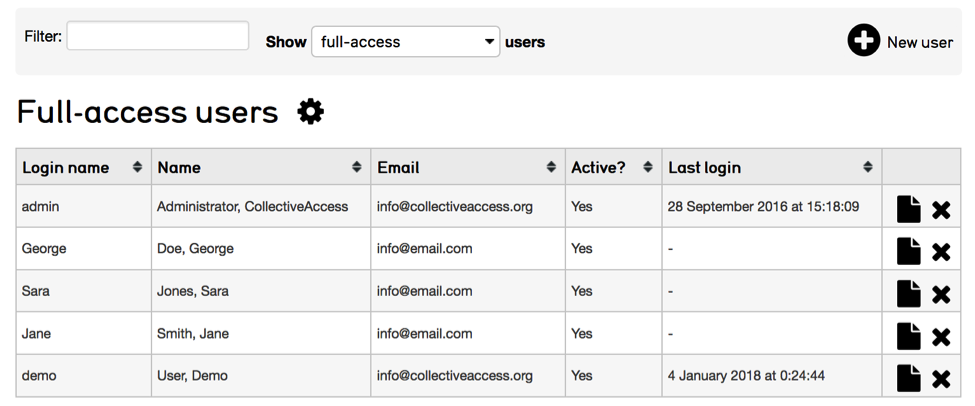 Filter: Show full-access users New user
Full-access users
Login name Name Email Active? Last login
admin Administrator, CollectiveAccess info@collectiveaccess.org Yes 28 September 2016 at 15:18:09
George Doe, George info@email.com Yes -
Sara Jones, Sara info@email.com Yes -
Jane Smith, Jane info@email.com Yes -
demo User, Demo info@collectiveaccess.org Yes 4 January 2018 at 0:24:44